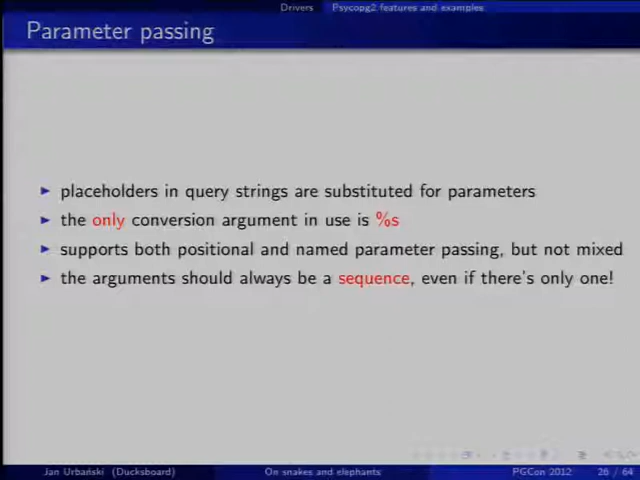 Drivers Psycopg2 features and examples
Parameter passing
placeholders in query strings are substituted for parameters
the only conversion argument in use is %s
supports both positional and named parameter passing, but not mixed
the arguments should always be a sequence, even if there's only one!
Jan Urbański (Ducksboard) On snakes and elephants PGCon 2012 26 / 64